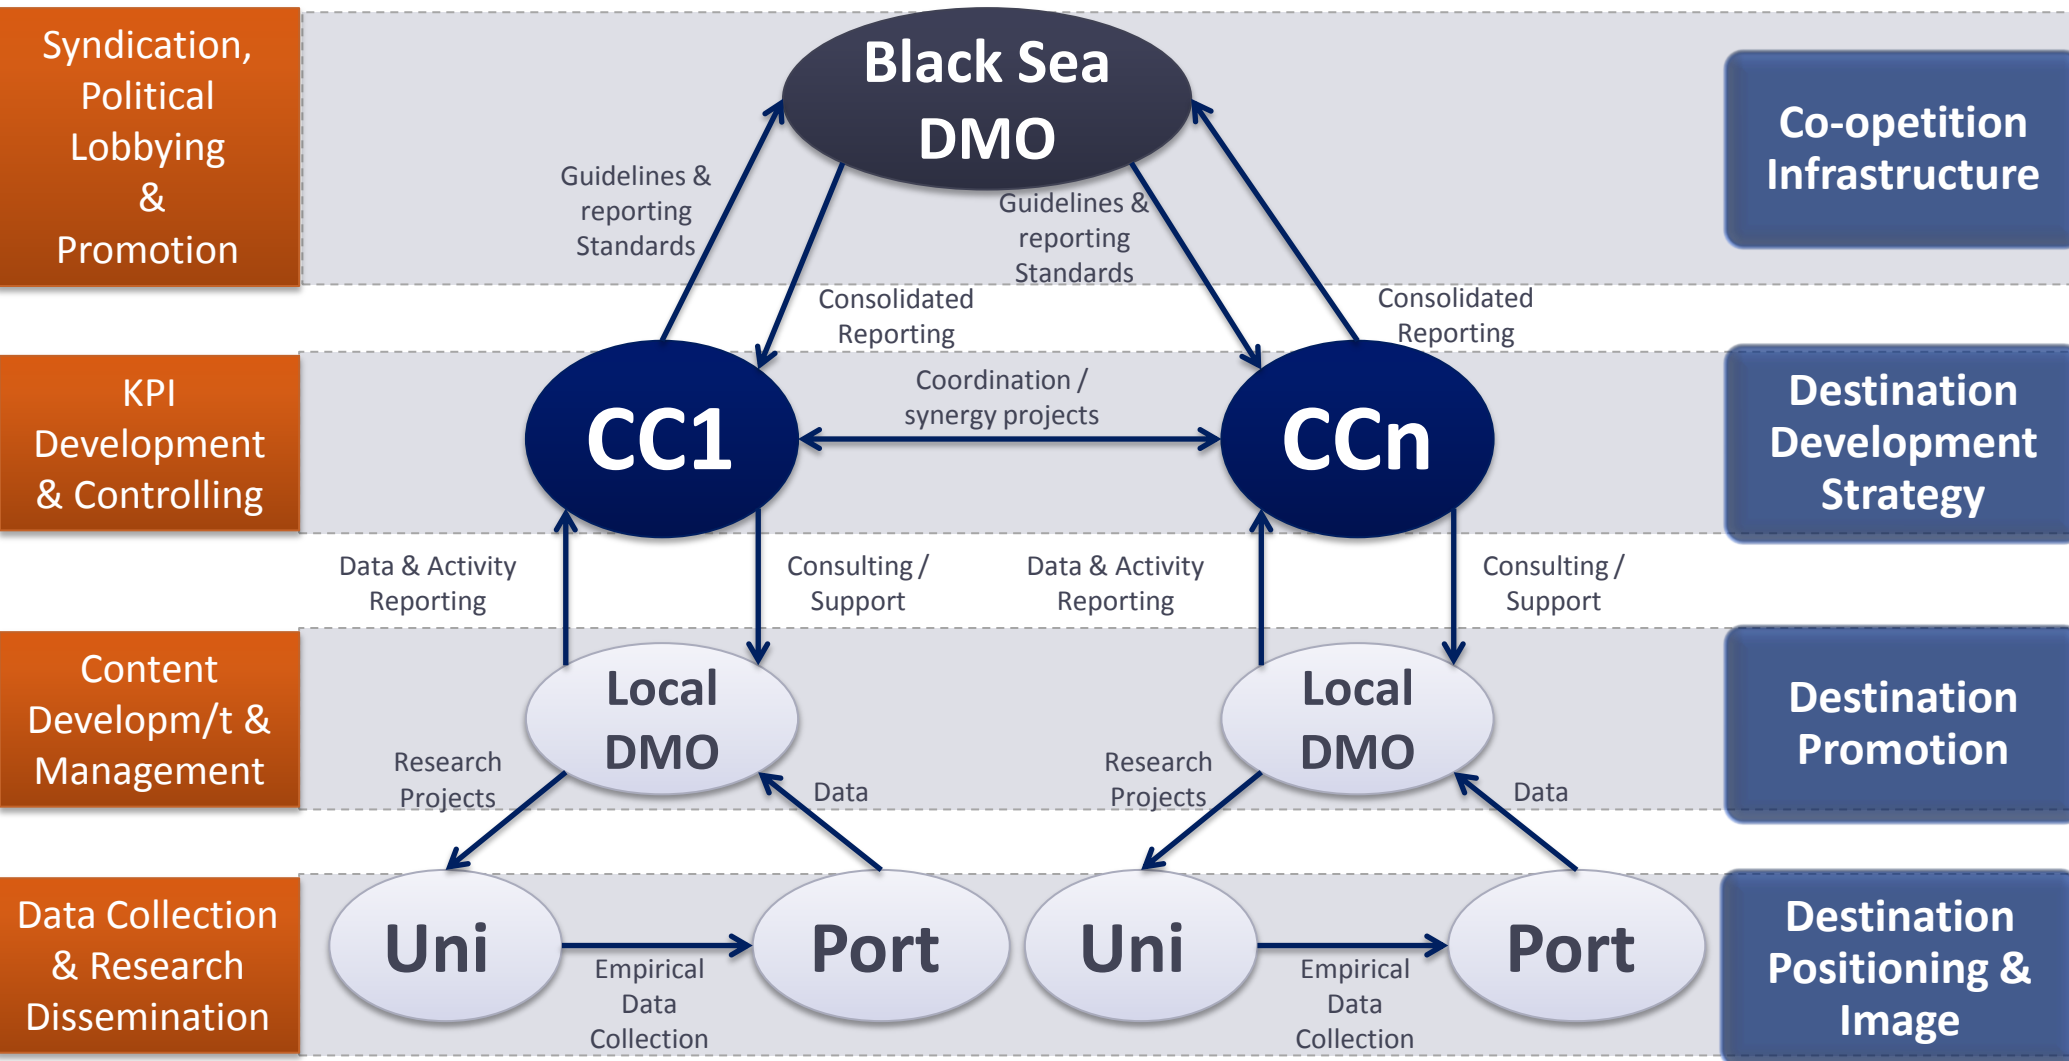 Syndication,
Political
Lobbying
&
Promotion
Black Sea
DMO
Co-opetition
Infrastructure
Guidelines &
reporting
Standards
Guidelines &
reporting
Standards
Consolidated
Reporting
Consolidated
Reporting
KPI
Development
& Controlling
CC1
Coordination /
synergy projects
CCn
Destination
Development
Strategy
Data & Activity
Reporting
Consulting /
Support
Data & Activity
Reporting
Consulting /
Support
Content
Developm/t &
Management
Local
DMO
Local
DMO
Destination
Promotion
Research
Projects
Data
Research
Projects
Data
Data Collection
& Research
Dissemination
Uni
Empirical
Data
Collection
Port
Uni
Empirical
Data
Collection
Port
Destination
Positioning &
Image